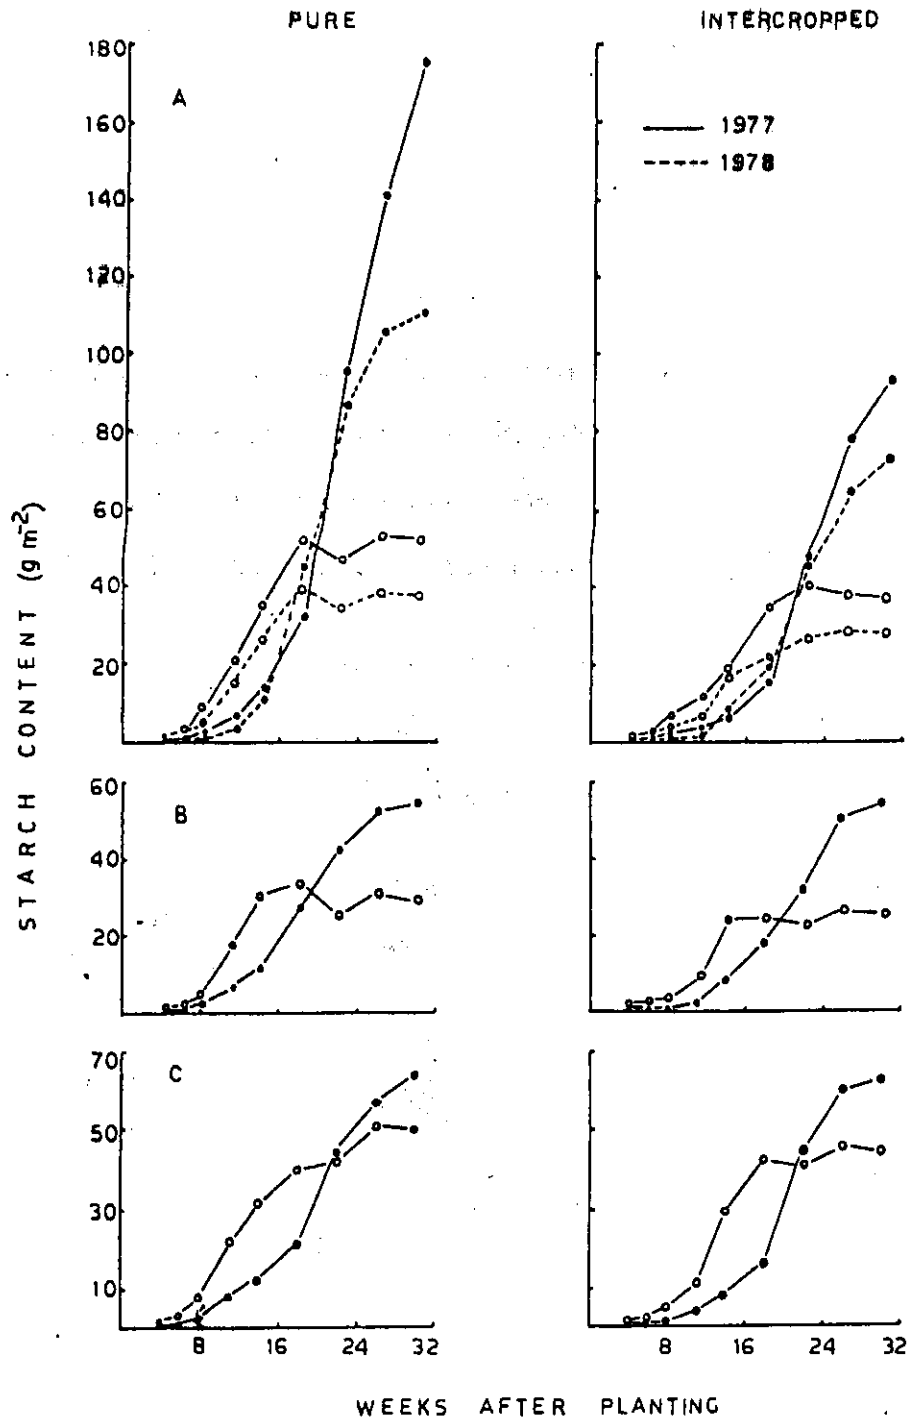 PURE
INTERCROPPED
A
180
160
140
120
100
80
60
40
20
1977
1978
STARCH CONTENT (g m⁻²)
B
60
40
20
C
70
50
30
10
8 16 24 32
8 16 24 32
WEEKS AFTER PLANTING